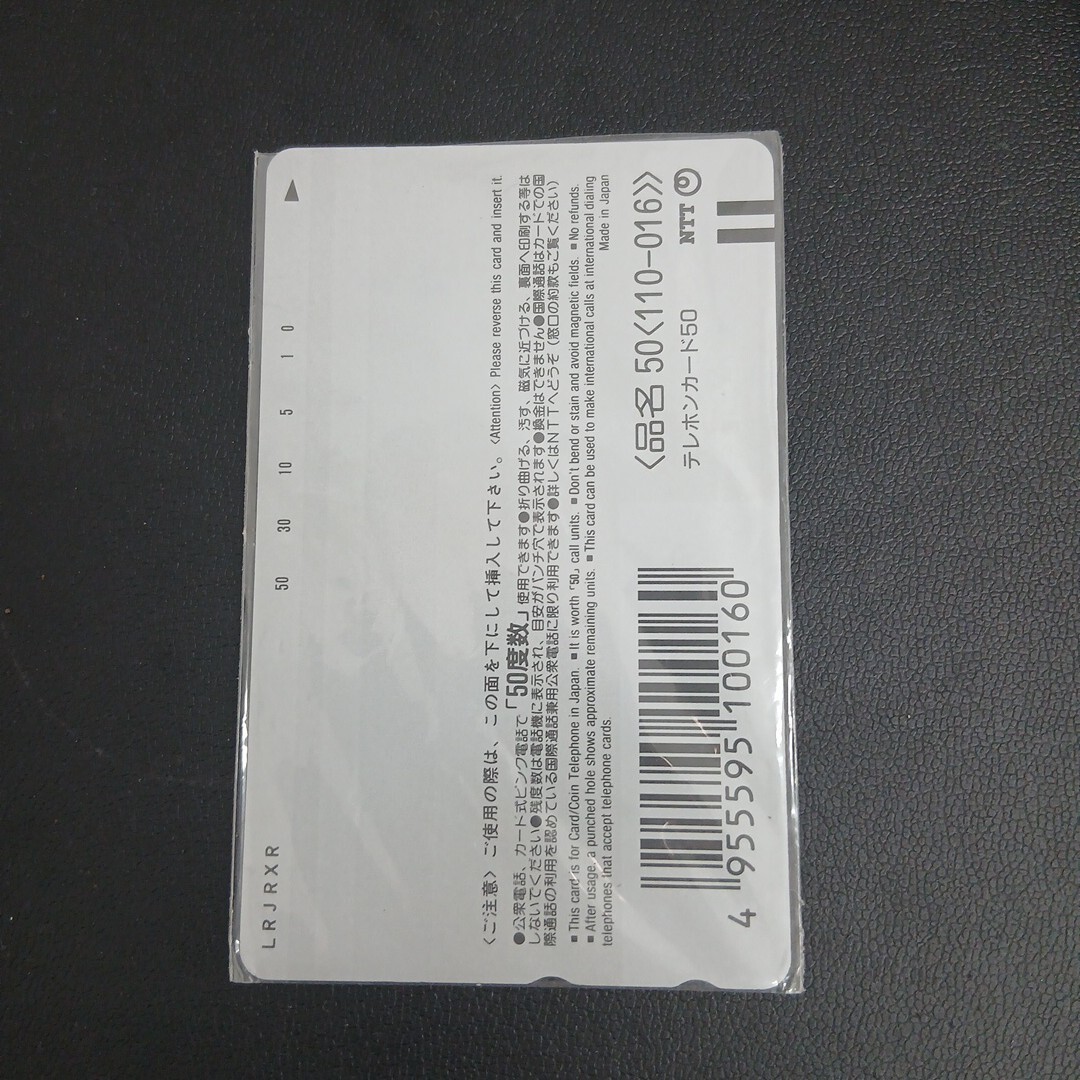 LRJRXR
50 30 10 5 1 0
〈ご注意〉ご使用の際は、この面を下にして挿入して下さい。〈Attention〉Please reverse this card and insert it.
●公衆電話、カード式ピンク電話で「50度数」使用できます●折り曲げる、汚す、磁気に近づける、裏面へ印刷する等は
しないでください●残度数は電話機に表示され、目安がパンチ穴で表示されます●換金はできません●国際通話はカードでの国
際通話の利用を認めている国際通話兼用公衆電話に限り利用できます●詳しくはNTTへどうぞ（窓口の約款もご覧ください）
■ This card is for Card/Coin Telephone in Japan. ■ It is worth「50」call units. ■ Don't bend or stain and avoid magnetic fields. ■ No refunds.
■ After usage, a punched hole shows approximate remaining units. ■ This card can be used to make international calls at international dialing
telephones that accept telephone cards. Made in Japan
〈品名 50〈110-016〉〉
テレホンカード50
NTT
4 955595 100160